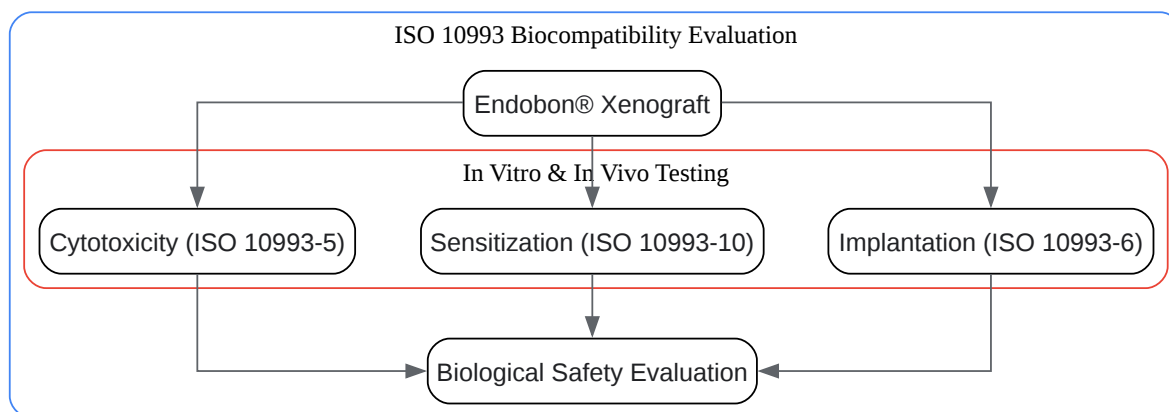 ISO 10993 Biocompatibility Evaluation
Endobon® Xenograft
In Vitro & In Vivo Testing
Cytotoxicity (ISO 10993-5)
Sensitization (ISO 10993-10)
Implantation (ISO 10993-6)
Biological Safety Evaluation